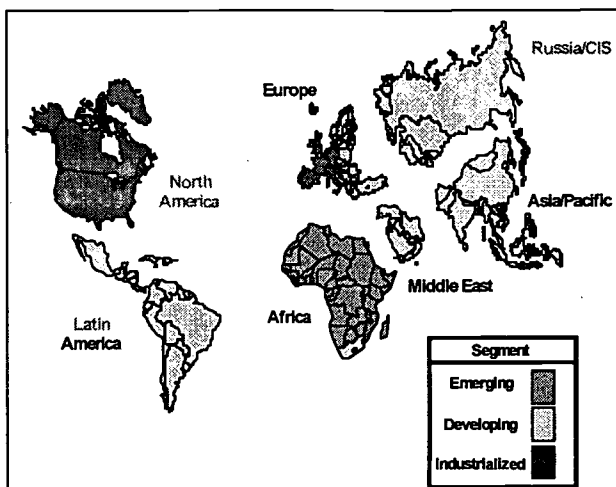 Russia/CIS
Europe
North
America
Asia/Pacific
Middle East
Africa
Latin
America
Segment
Emerging
Developing
Industrialized